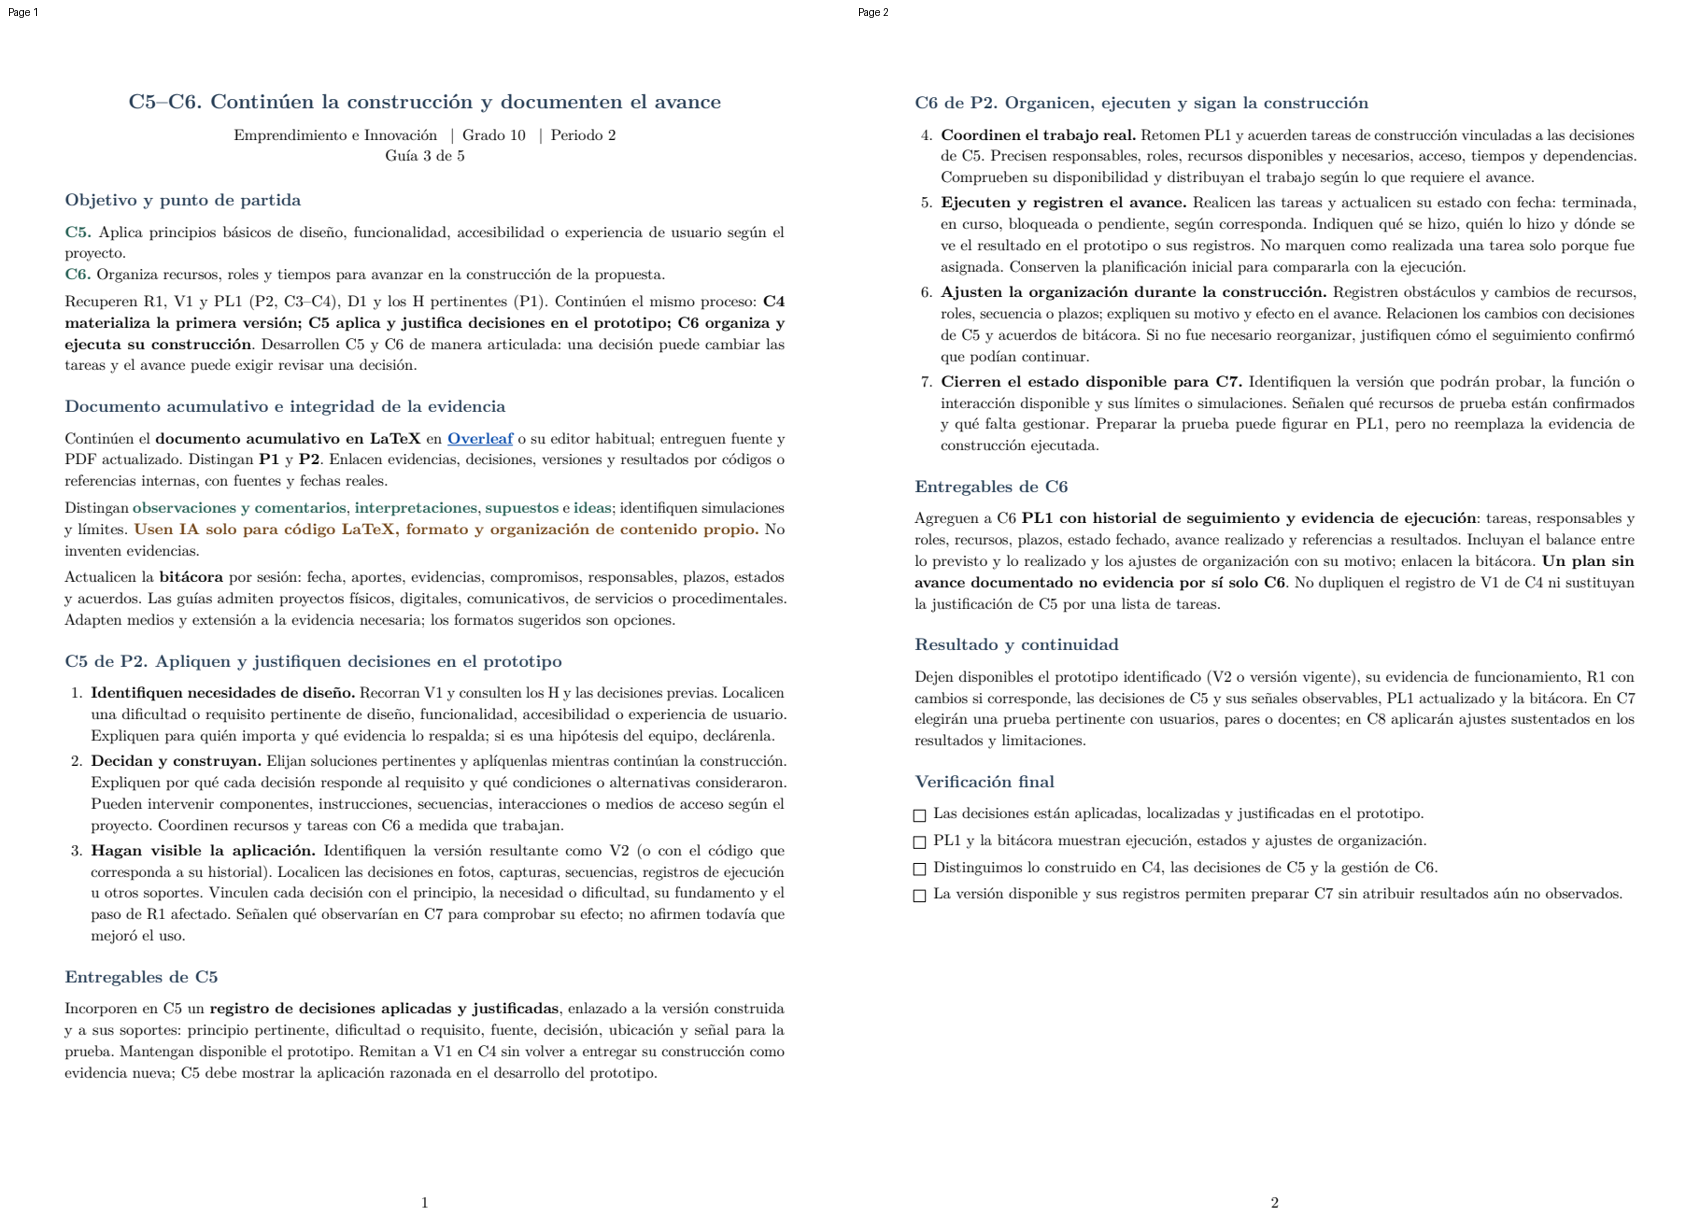 Page 1
C5–C6. Continúen la construcción y documenten el avance
Emprendimiento e Innovación | Grado 10 | Periodo 2
Guía 3 de 5
Objetivo y punto de partida
C5. Aplica principios básicos de diseño, funcionalidad, accesibilidad o experiencia de usuario según el
proyecto.
C6. Organiza recursos, roles y tiempos para avanzar en la construcción de la propuesta.
Recuperen R1, V1 y PL1 (P2, C3–C4), D1 y los H pertinentes (P1). Continúen el mismo proceso: C4
materializa la primera versión; C5 aplica y justifica decisiones en el prototipo; C6 organiza y
ejecuta su construcción. Desarrollen C5 y C6 de manera articulada: una decisión puede cambiar las
tareas y el avance puede exigir revisar una decisión.
Documento acumulativo e integridad de la evidencia
Continúen el documento acumulativo en LaTeX en Overleaf o su editor habitual; entreguen fuente y
PDF actualizado. Distingan P1 y P2. Enlacen evidencias, decisiones, versiones y resultados por códigos o
referencias internas, con fuentes y fechas reales.
Distingan observaciones y comentarios, interpretaciones, supuestos e ideas; identifiquen simulaciones
y límites. Usen IA solo para código LaTeX, formato y organización de contenido propio. No
inventen evidencias.
Actualicen la bitácora por sesión: fecha, aportes, evidencias, compromisos, responsables, plazos, estados
y acuerdos. Las guías admiten proyectos físicos, digitales, comunicativos, de servicios o procedimentales.
Adapten medios y extensión a la evidencia necesaria; los formatos sugeridos son opciones.
C5 de P2. Apliquen y justifiquen decisiones en el prototipo
1. Identifiquen necesidades de diseño. Recorran V1 y consulten los H y las decisiones previas. Localicen
una dificultad o requisito pertinente de diseño, funcionalidad, accesibilidad o experiencia de usuario.
Expliquen para quién importa y qué evidencia lo respalda; si es una hipótesis del equipo, declárenla.
2. Decidan y construyan. Elijan soluciones pertinentes y aplíquenlas mientras continúan la construcción.
Expliquen por qué cada decisión responde al requisito y qué condiciones o alternativas consideraron.
Pueden intervenir componentes, instrucciones, secuencias, interacciones o medios de acceso según el
proyecto. Coordinen recursos y tareas con C6 a medida que trabajan.
3. Hagan visible la aplicación. Identifiquen la versión resultante como V2 (o con el código que
corresponda a su historial). Localicen las decisiones en fotos, capturas, secuencias, registros de ejecución
u otros soportes. Vinculen cada decisión con el principio, la necesidad o dificultad, su fundamento y el
paso de R1 afectado. Señalen qué observarían en C7 para comprobar su efecto; no afirmen todavía que
mejoró el uso.
Entregables de C5
Incorporen en C5 un registro de decisiones aplicadas y justificadas, enlazado a la versión construida
y a sus soportes: principio pertinente, dificultad o requisito, fuente, decisión, ubicación y señal para la
prueba. Mantengan disponible el prototipo. Remitan a V1 en C4 sin volver a entregar su construcción como
evidencia nueva; C5 debe mostrar la aplicación razonada en el desarrollo del prototipo.
1
Page 2
C6 de P2. Organicen, ejecuten y sigan la construcción
4. Coordinen el trabajo real. Retomen PL1 y acuerden tareas de construcción vinculadas a las decisiones
de C5. Precisen responsables, roles, recursos disponibles y necesarios, acceso, tiempos y dependencias.
Comprueben su disponibilidad y distribuyan el trabajo según lo que requiere el avance.
5. Ejecuten y registren el avance. Realicen las tareas y actualicen su estado con fecha: terminada,
en curso, bloqueada o pendiente, según corresponda. Indiquen qué se hizo, quién lo hizo y dónde se
ve el resultado en el prototipo o sus registros. No marquen como realizada una tarea solo porque fue
asignada. Conserven la planificación inicial para compararla con la ejecución.
6. Ajusten la organización durante la construcción. Registren obstáculos y cambios de recursos,
roles, secuencia o plazos; expliquen su motivo y efecto en el avance. Relacionen los cambios con decisiones
de C5 y acuerdos de bitácora. Si no fue necesario reorganizar, justifiquen cómo el seguimiento confirmó
que podían continuar.
7. Cierren el estado disponible para C7. Identifiquen la versión que podrán probar, la función o
interacción disponible y sus límites o simulaciones. Señalen qué recursos de prueba están confirmados
y qué falta gestionar. Preparar la prueba puede figurar en PL1, pero no reemplaza la evidencia de
construcción ejecutada.
Entregables de C6
Agreguen a C6 PL1 con historial de seguimiento y evidencia de ejecución: tareas, responsables y
roles, recursos, plazos, estado fechado, avance realizado y referencias a resultados. Incluyan el balance entre
lo previsto y lo realizado y los ajustes de organización con su motivo; enlacen la bitácora. Un plan sin
avance documentado no evidencia por sí solo C6. No dupliquen el registro de V1 de C4 ni sustituyan
la justificación de C5 por una lista de tareas.
Resultado y continuidad
Dejen disponibles el prototipo identificado (V2 o versión vigente), su evidencia de funcionamiento, R1 con
cambios si corresponde, las decisiones de C5 y sus señales observables, PL1 actualizado y la bitácora. En C7
elegirán una prueba pertinente con usuarios, pares o docentes; en C8 aplicarán ajustes sustentados en los
resultados y limitaciones.
Verificación final
Las decisiones están aplicadas, localizadas y justificadas en el prototipo.
PL1 y la bitácora muestran ejecución, estados y ajustes de organización.
Distinguimos lo construido en C4, las decisiones de C5 y la gestión de C6.
La versión disponible y sus registros permiten preparar C7 sin atribuir resultados aún no observados.
2